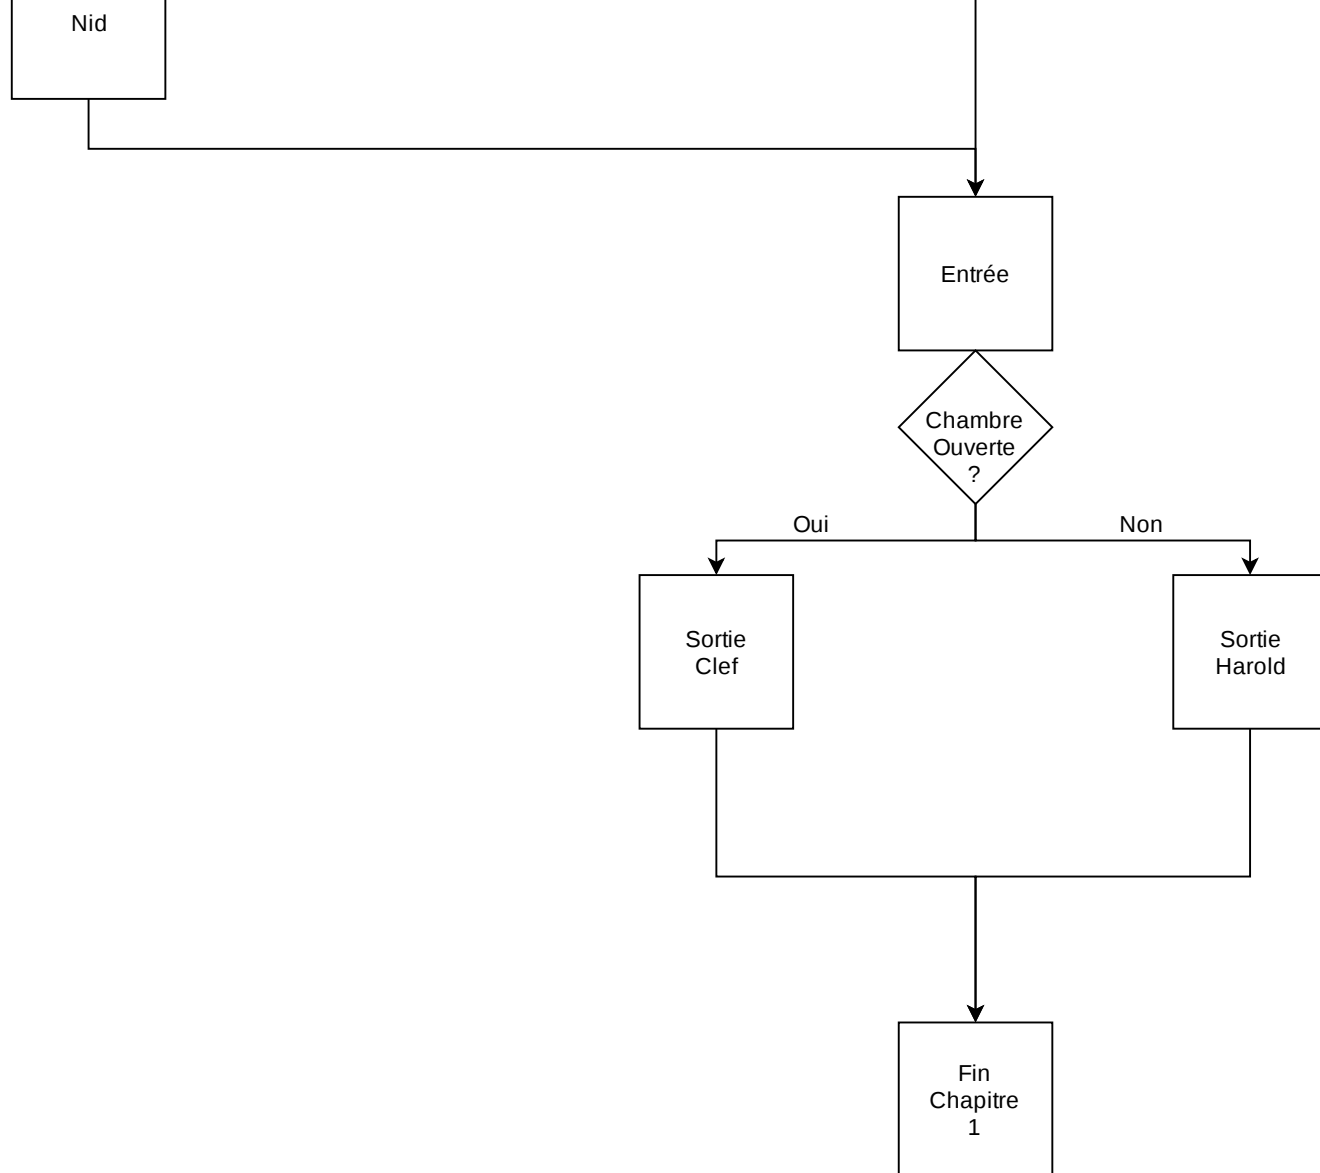 Nid
Entrée
Chambre
Ouverte
?
Oui
Non
Sortie
Clef
Sortie
Harold
Fin
Chapitre
1